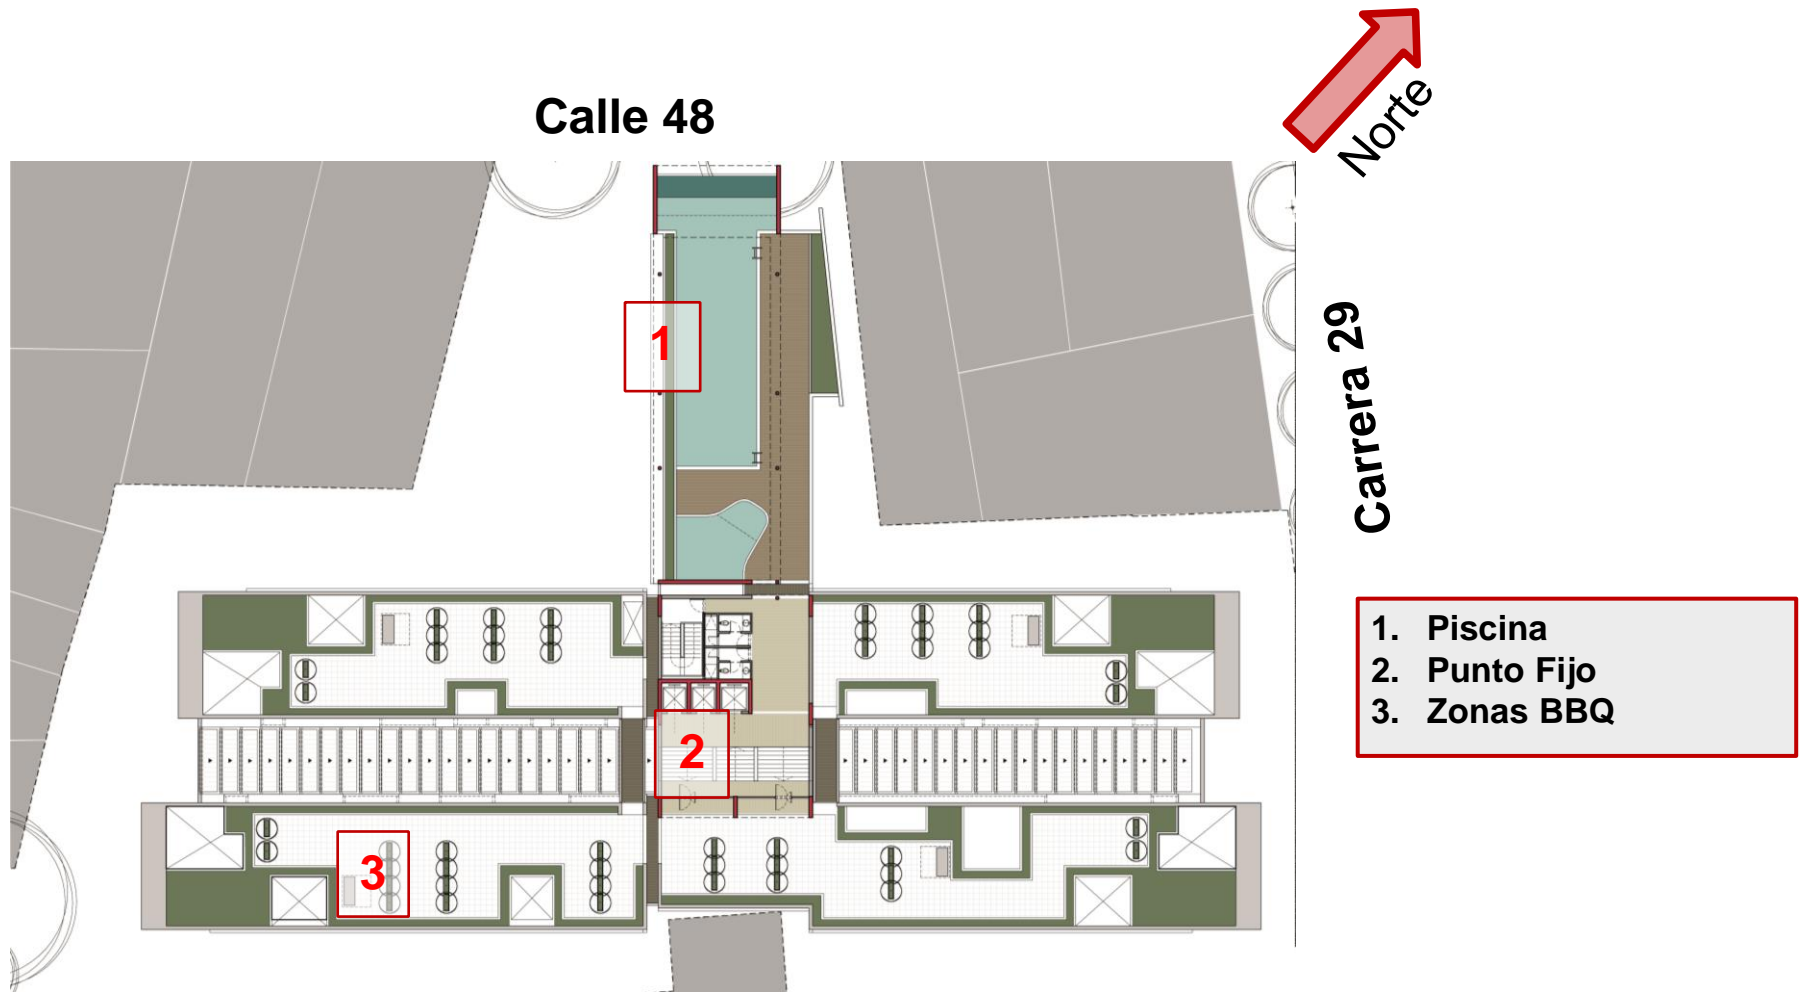 Norte
Calle 48
Carrera 29
1
2
3
1. Piscina
2. Punto Fijo
3. Zonas BBQ